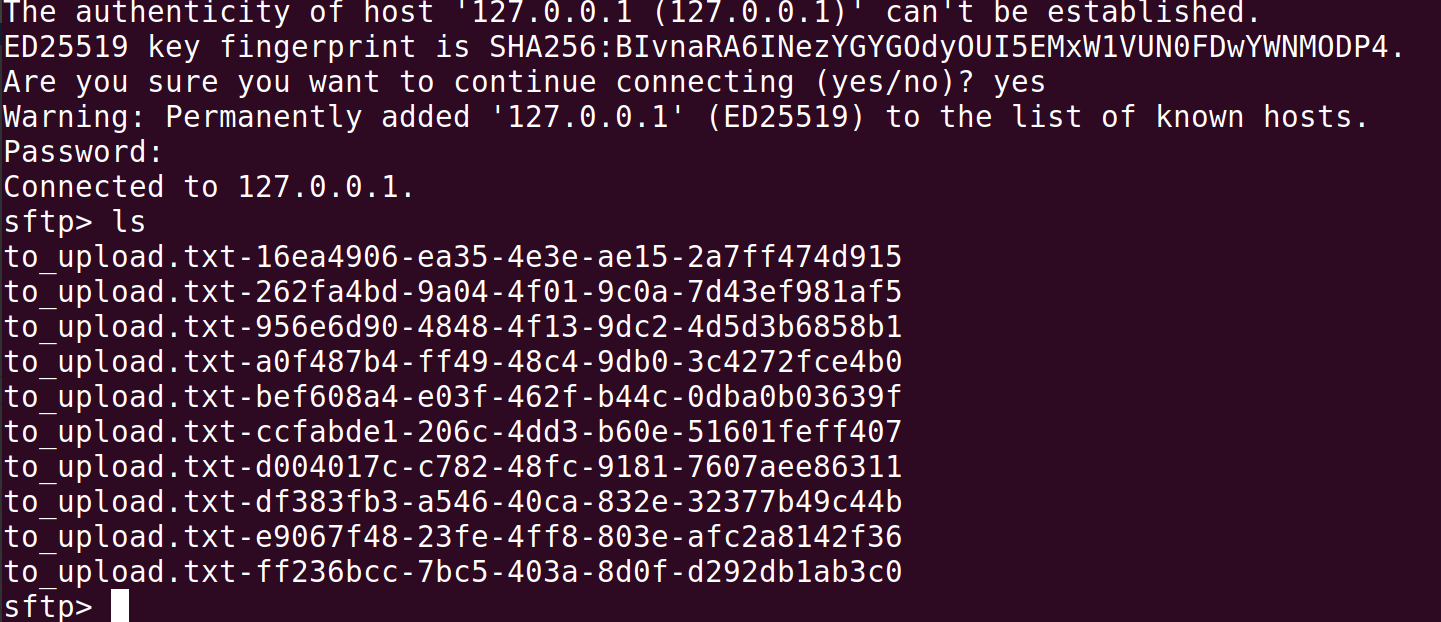 The authenticity of host '127.0.0.1 (127.0.0.1)' can't be established.
ED25519 key fingerprint is SHA256:BIvnaRA6INezYGYGOdyOUI5EMxW1VUN0FDwYWNMODP4.
Are you sure you want to continue connecting (yes/no)? yes
Warning: Permanently added '127.0.0.1' (ED25519) to the list of known hosts.
Password:
Connected to 127.0.0.1.
sftp> ls
to_upload.txt-16ea4906-ea35-4e3e-ae15-2a7ff474d915
to_upload.txt-262fa4bd-9a04-4f01-9c0a-7d43ef981af5
to_upload.txt-956e6d90-4848-4f13-9dc2-4d5d3b6858b1
to_upload.txt-a0f487b4-ff49-48c4-9db0-3c4272fce4b0
to_upload.txt-bef608a4-e03f-462f-b44c-0dba0b03639f
to_upload.txt-ccfabde1-206c-4dd3-b60e-51601feff407
to_upload.txt-d004017c-c782-48fc-9181-7607aee86311
to_upload.txt-df383fb3-a546-40ca-832e-32377b49c44b
to_upload.txt-e9067f48-23fe-4ff8-803e-afc2a8142f36
to_upload.txt-ff236bcc-7bc5-403a-8d0f-d292db1ab3c0
sftp>